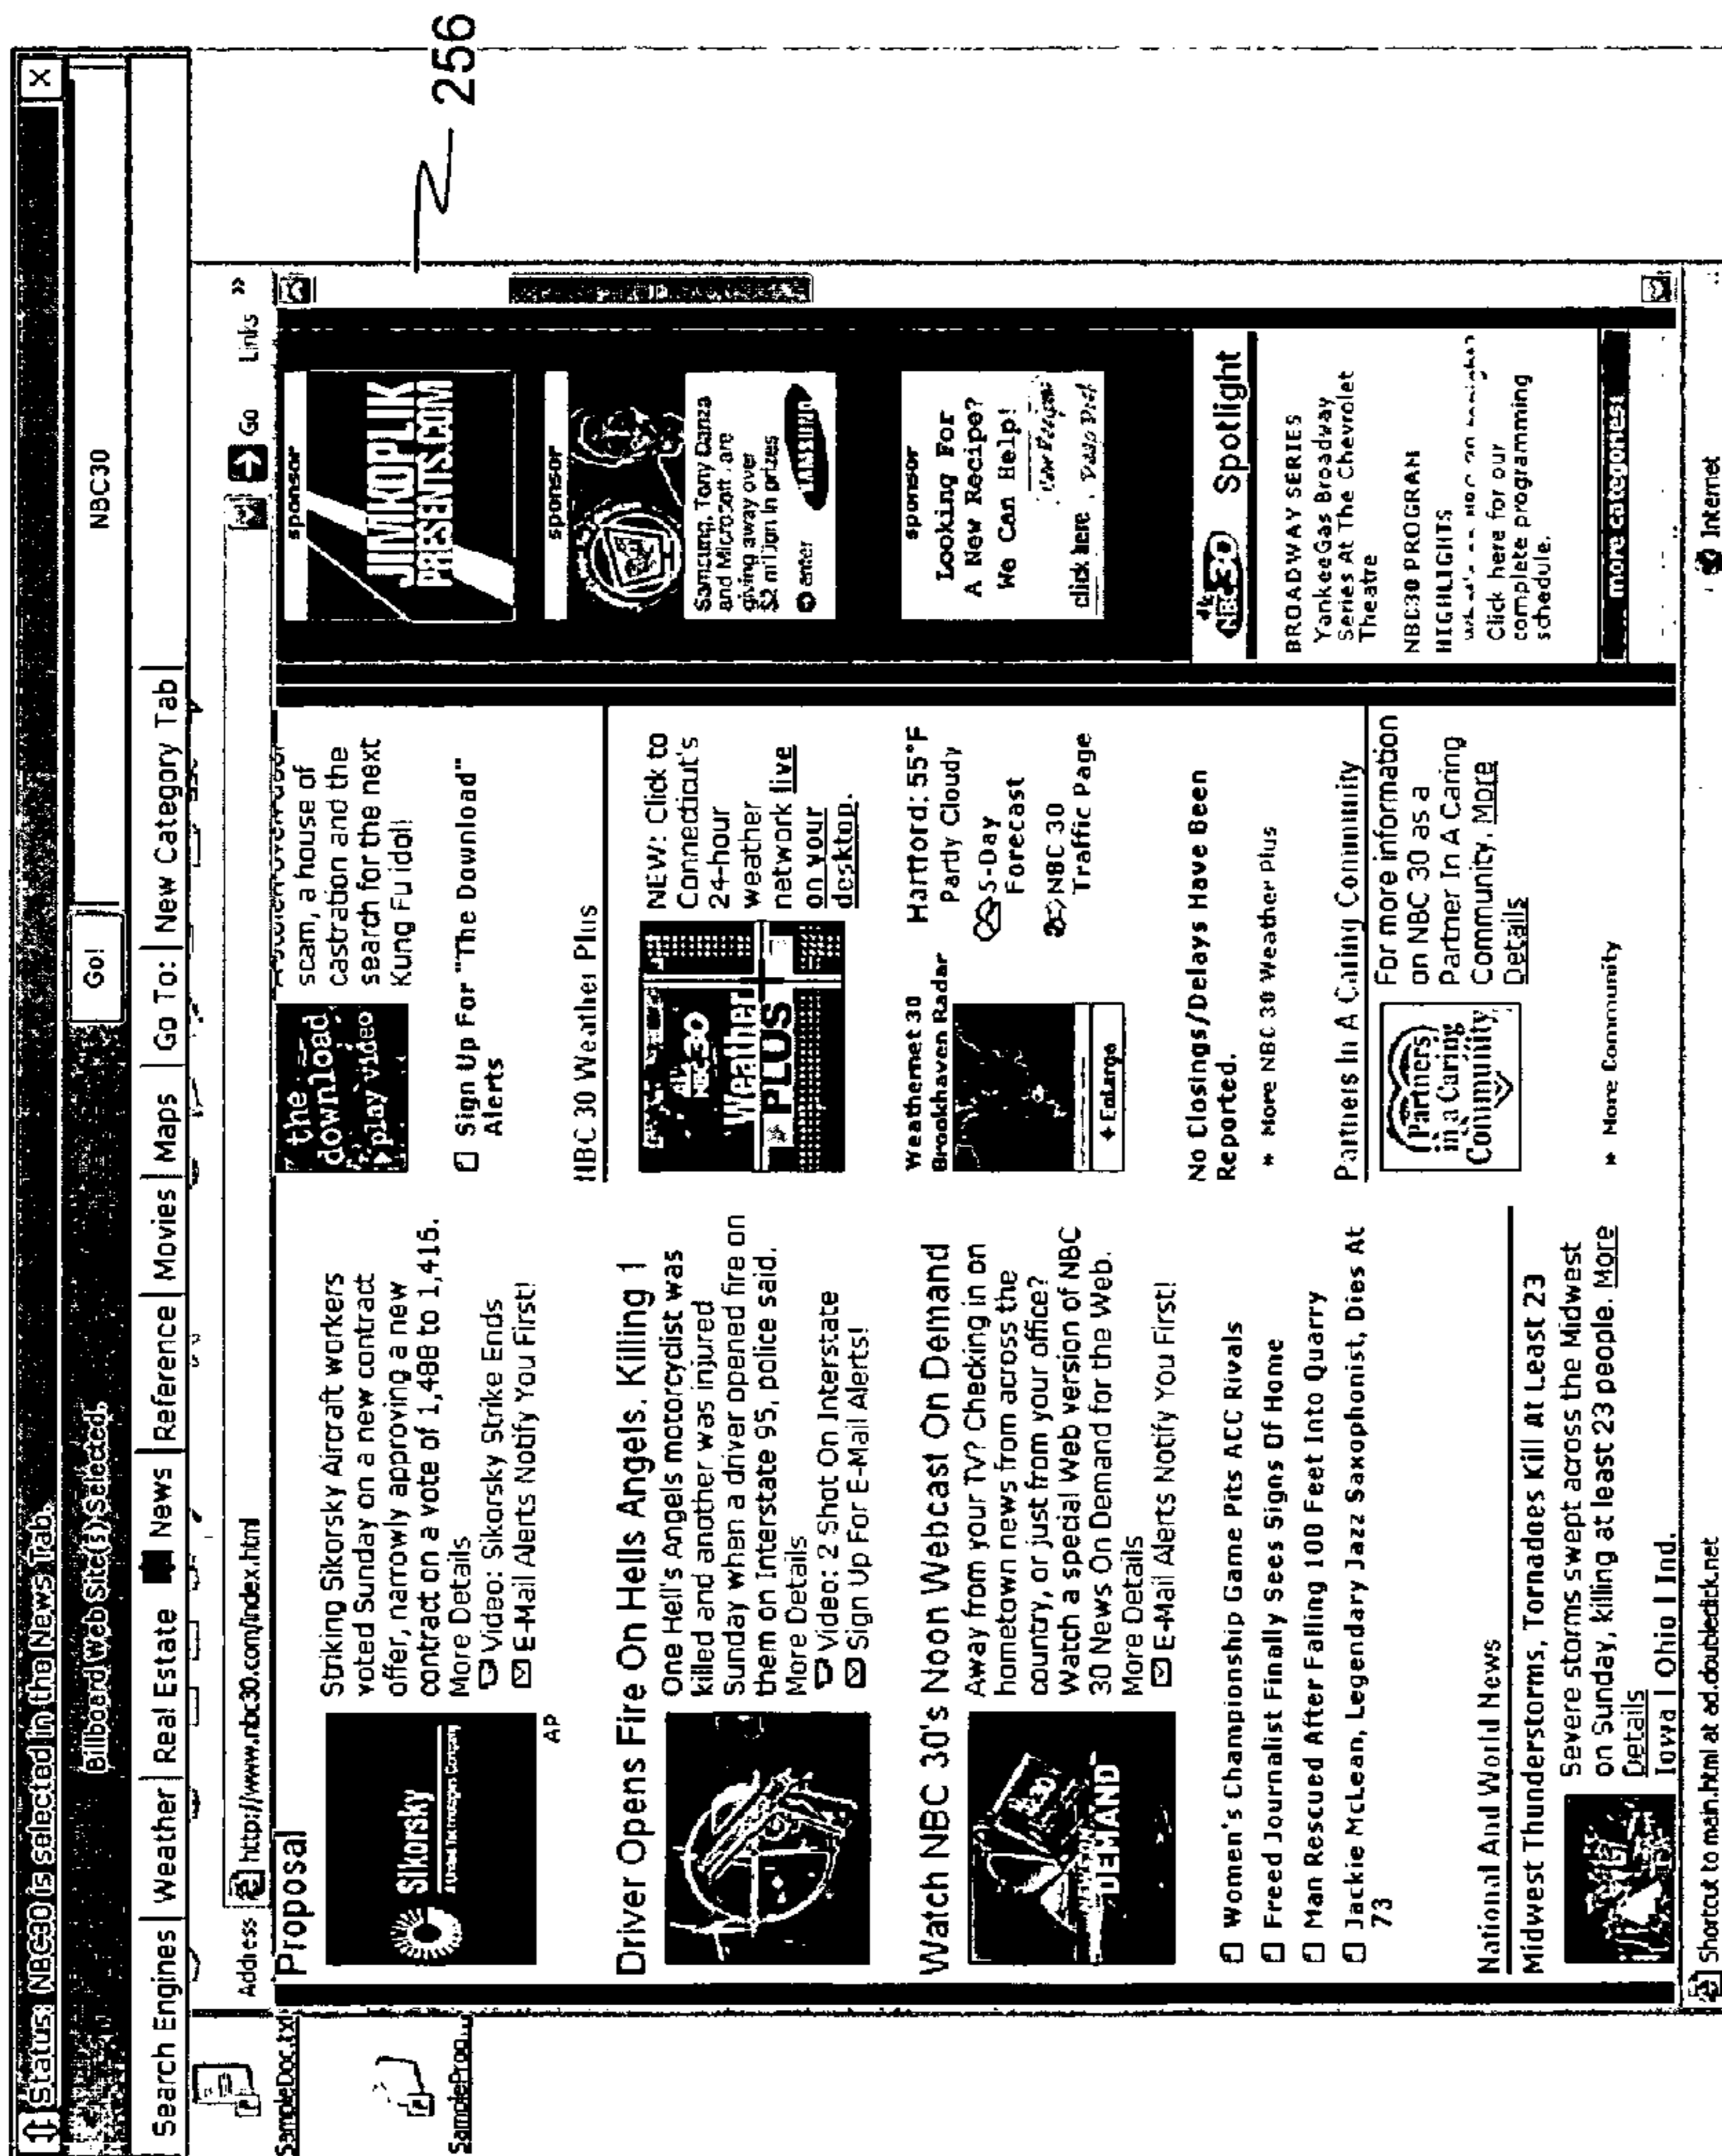 Status: NBC30 is selected in the News Tab.
Billboard Web Site(s) Selected.
Go!
NBC30
Search Engines | Weather | Real Estate | News | Reference | Movies | Maps | Go To: | New Category Tab
SampleDoc.txt
Address http://www.nbc30.com/index.html
Go Links »
256
Proposal
Sikorsky
A United Technologies Company
AP
Striking Sikorsky Aircraft workers
voted Sunday on a new contract
offer, narrowly approving a new
contract on a vote of 1,488 to 1,416.
More Details
Video: Sikorsky Strike Ends
E-Mail Alerts Notify You First!
Driver Opens Fire On Hells Angels, Killing 1
One Hell's Angels motorcyclist was
killed and another was injured
Sunday when a driver opened fire on
them on Interstate 95, police said.
More Details
Video: 2 Shot On Interstate
Sign Up For E-Mail Alerts!
Watch NBC 30's Noon Webcast On Demand
DEMAND
Away from your TV? Checking in on
hometown news from across the
country, or just from your office?
Watch a special Web version of NBC
30 News On Demand for the Web.
More Details
E-Mail Alerts Notify You First!
Women's Championship Game Pits ACC Rivals
Freed Journalist Finally Sees Signs Of Home
Man Rescued After Falling 100 Feet Into Quarry
Jackie McLean, Legendary Jazz Saxophonist, Dies At
73
National And World News
Midwest Thunderstorms, Tornadoes Kill At Least 23
Severe storms swept across the Midwest
on Sunday, killing at least 23 people. More
Details
Iowa | Ohio | Ind.
the
download
play video
scam, a house of
castration and the
search for the next
Kung Fu idol!
Sign Up For "The Download"
Alerts
NBC 30 Weather Plus
NBC 30
Weather
PLUS
NEW: Click to
Connecticut's
24-hour
weather
network live
on your
desktop.
Weathernet 30
Brookhaven Radar
+ Enlarge
Hartford: 55°F
Partly Cloudy
5-Day
Forecast
NBC 30
Traffic Page
No Closings/Delays Have Been
Reported.
» More NBC 30 Weather Plus
Partners In A Caring Community
Partners
in a Caring
Community
For more information
on NBC 30 as a
Partner In A Caring
Community. More
Details
» More Community
sponsor
JIMKOPLIK
PRESENTS.COM
sponsor
Samsung, Tony Danza
and Microsoft, are
giving away over
$2 million in prizes
enter
SAMSUNG
sponsor
Looking For
A New Recipe?
We Can Help!
click here
NBC 30 Spotlight
BROADWAY SERIES
YankeeGas Broadway
Series At The Chevrolet
Theatre
NBC30 PROGRAM
HIGHLIGHTS
Click here for our
complete programming
schedule.
more categories:
Shortcut to main.html at ad.doubleclick.net
Internet